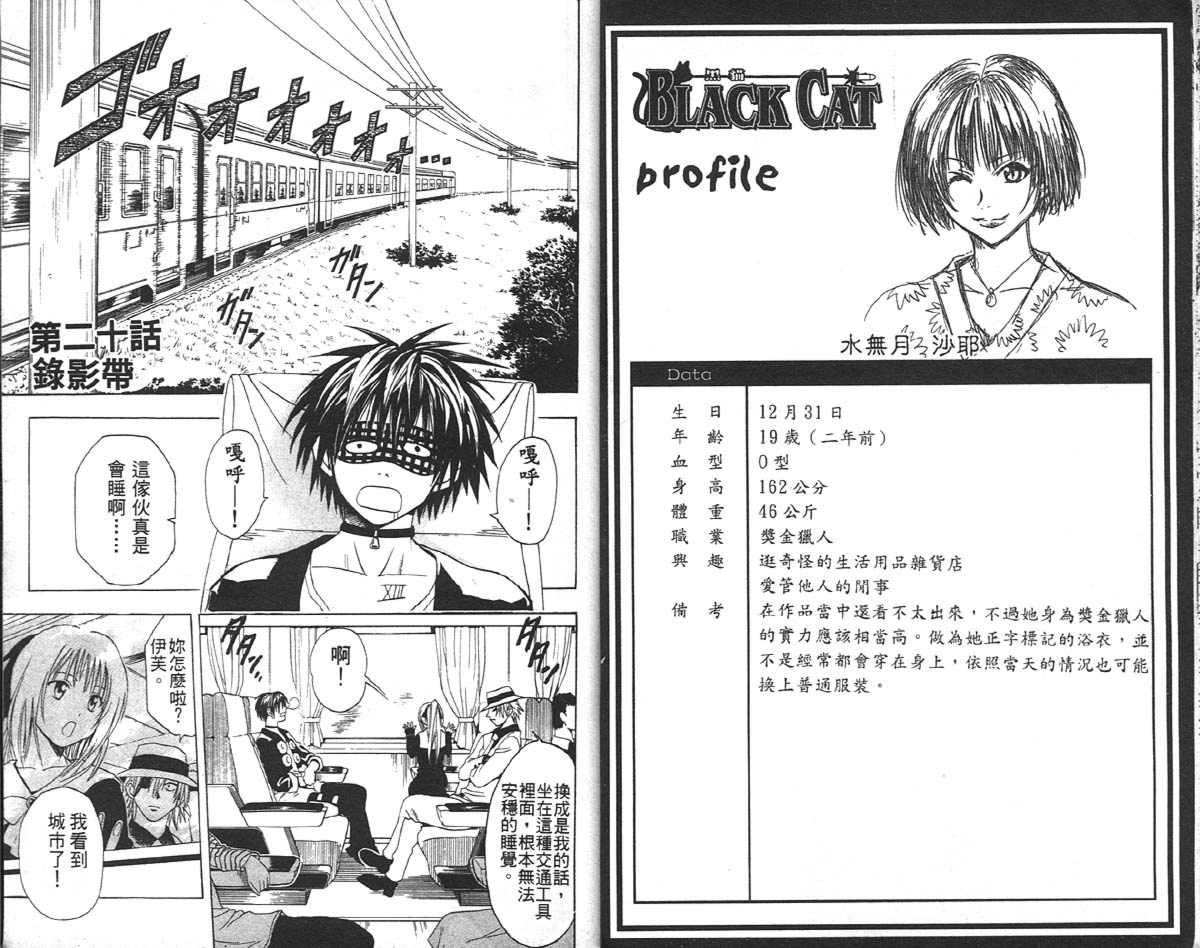 黑貓
BLACK CAT
profile
水無月 沙耶
Data
生日 12月31日
年齡 19歲（二年前）
血型 O型
身高 162公分
體重 46公斤
職業 獎金獵人
興趣 逛奇怪的生活用品雜貨店
愛管他人的閒事
備考 在作品當中還看不太出來，不過她身為獎金獵人
的實力應該相當高。做為她正字標記的浴衣，並
不是經常都會穿在身上，依照當天的情況也可能
換上普通服裝。
ゴオオオオオオ…
ガタン
ガタン
第二十話
錄影帶
嘎呼——！
嘎呼——！
XIII
這傢伙真是
會睡啊……
ガタン
ガタン
啊！
換成是我的話，
坐在這種交通工具
裡面，根本無法
安穩的睡覺。
妳怎麼啦？
伊芙。
我看到
城市了！